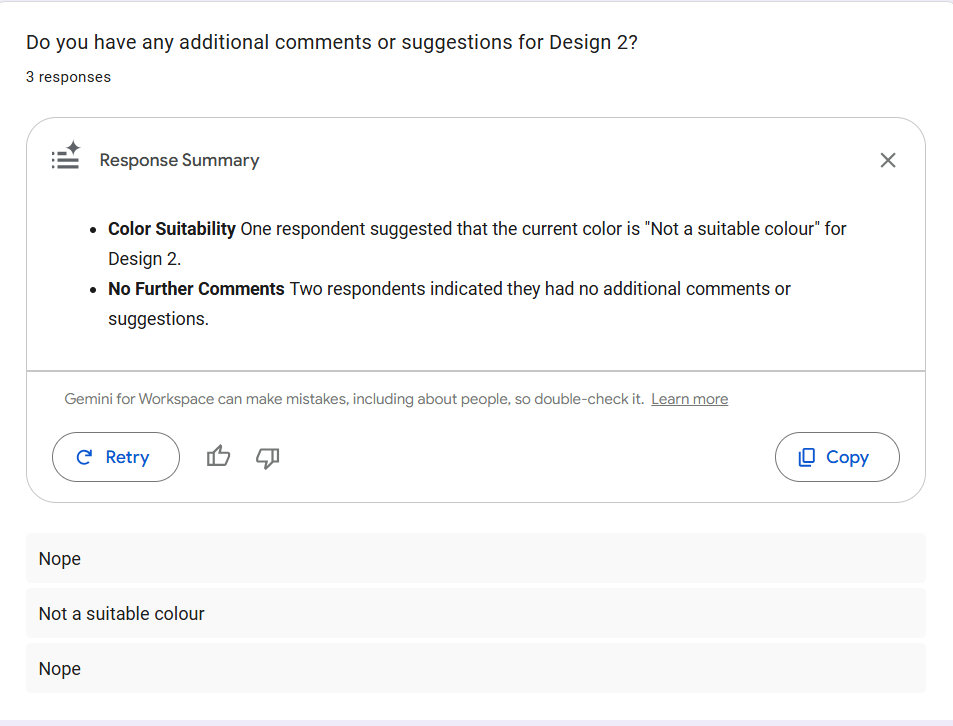 Do you have any additional comments or suggestions for Design 2?
3 responses
Response Summary
Color Suitability One respondent suggested that the current color is "Not a suitable colour" for
Design 2.
No Further Comments Two respondents indicated they had no additional comments or
suggestions.
Gemini for Workspace can make mistakes, including about people, so double-check it. Learn more
Retry
Copy
Nope
Not a suitable colour
Nope